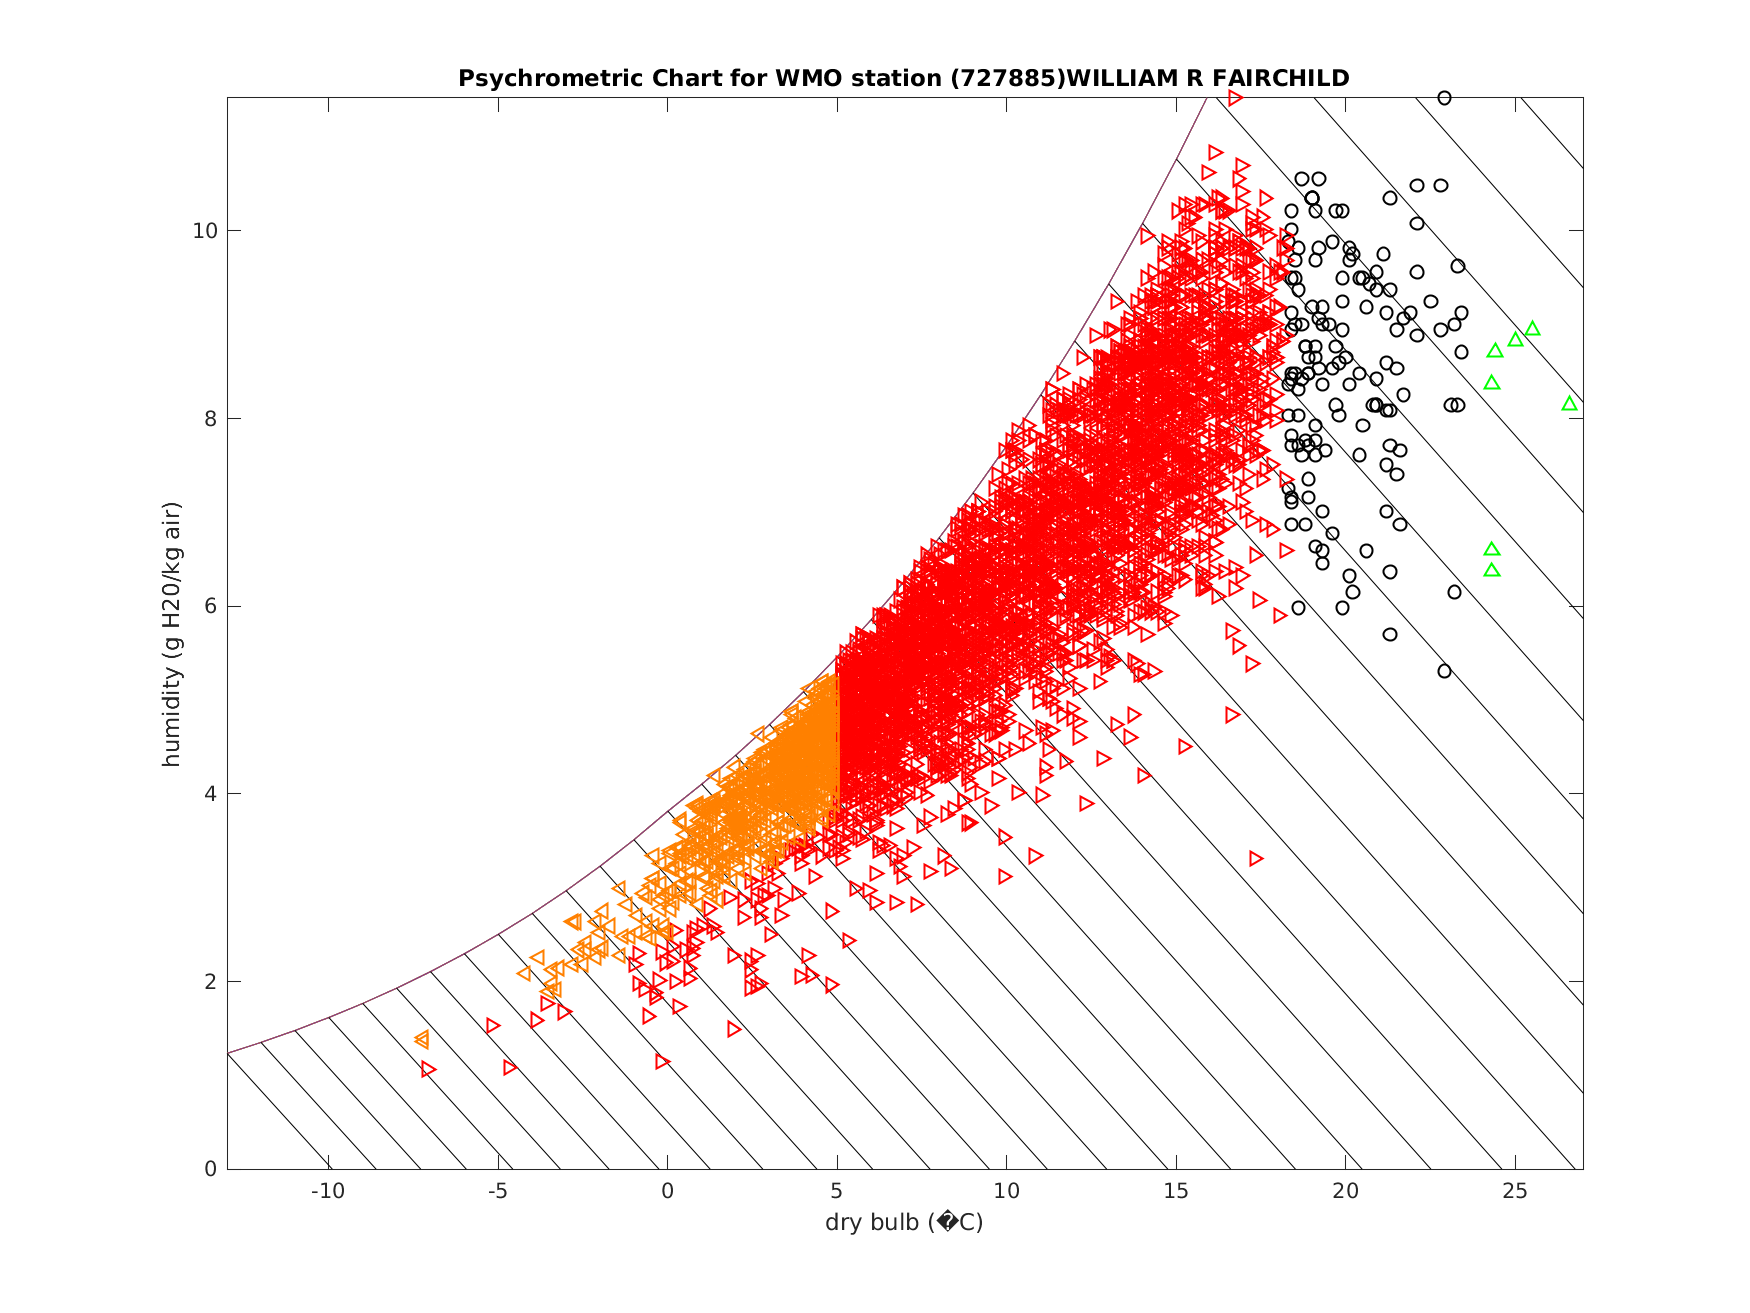 Psychrometric Chart for WMO station (727885)WILLIAM R FAIRCHILD
humidity (g H20/kg air)
10
8
6
4
2
0
-10 -5 0 5 10 15 20 25
dry bulb (�C)